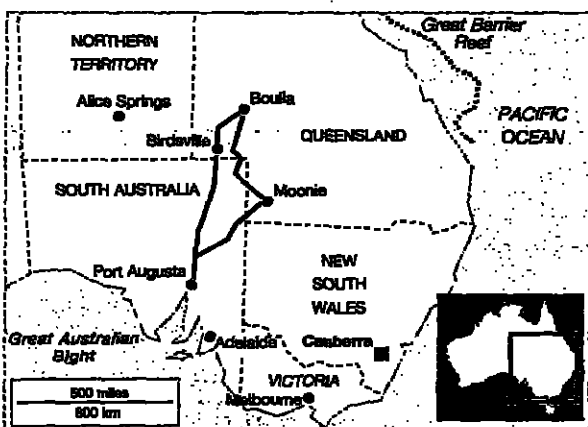 Great Barrier
Reef
NORTHERN
TERRITORY
Alice Springs
Boulia
PACIFIC
OCEAN
Birdsville
QUEENSLAND
SOUTH AUSTRALIA
Moonie
Port Augusta
NEW
SOUTH
WALES
Great Australian
Bight
Adelaide
Canberra
VICTORIA
Melbourne
500 miles
800 km